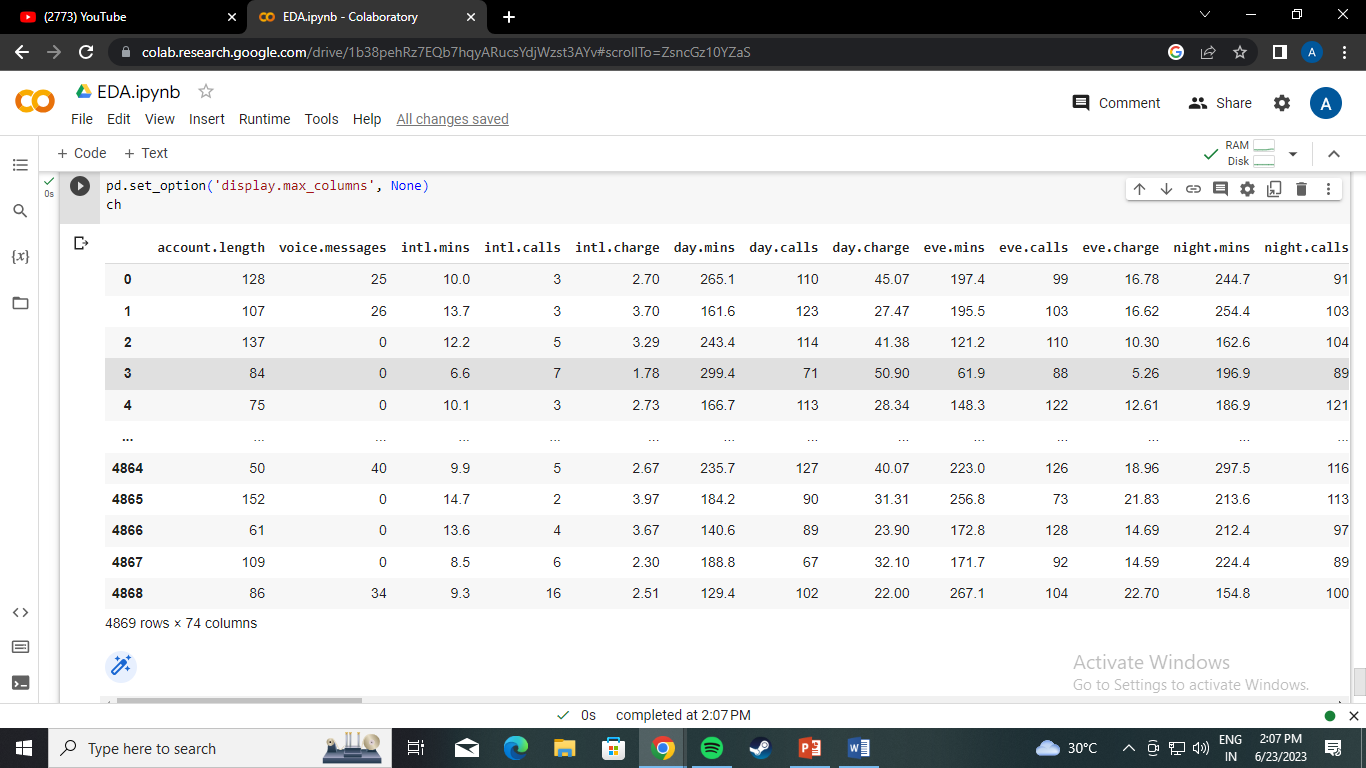 (2773) YouTube
EDA.ipynb - Colaboratory
colab.research.google.com/drive/1b38pehRz7EQb7hqyARucsYdjWzst3AYv#scrollTo=ZsncGz10YZaS
A
EDA.ipynb
File Edit View Insert Runtime Tools Help All changes saved
Comment Share A
+ Code + Text
RAM
Disk
0s
pd.set_option('display.max_columns', None)
ch
{x}
account.length voice.messages intl.mins intl.calls intl.charge day.mins day.calls day.charge eve.mins eve.calls eve.charge night.mins night.calls
0 128 25 10.0 3 2.70 265.1 110 45.07 197.4 99 16.78 244.7 91
1 107 26 13.7 3 3.70 161.6 123 27.47 195.5 103 16.62 254.4 103
2 137 0 12.2 5 3.29 243.4 114 41.38 121.2 110 10.30 162.6 104
3 84 0 6.6 7 1.78 299.4 71 50.90 61.9 88 5.26 196.9 89
4 75 0 10.1 3 2.73 166.7 113 28.34 148.3 122 12.61 186.9 121
... ... ... ... ... ... ... ... ... ... ... ... ... ...
4864 50 40 9.9 5 2.67 235.7 127 40.07 223.0 126 18.96 297.5 116
4865 152 0 14.7 2 3.97 184.2 90 31.31 256.8 73 21.83 213.6 113
4866 61 0 13.6 4 3.67 140.6 89 23.90 172.8 128 14.69 212.4 97
4867 109 0 8.5 6 2.30 188.8 67 32.10 171.7 92 14.59 224.4 89
4868 86 34 9.3 16 2.51 129.4 102 22.00 267.1 104 22.70 154.8 100
4869 rows × 74 columns
Activate Windows
Go to Settings to activate Windows.
0s completed at 2:07 PM
Type here to search
30°C
ENG
IN
2:07 PM
6/23/2023